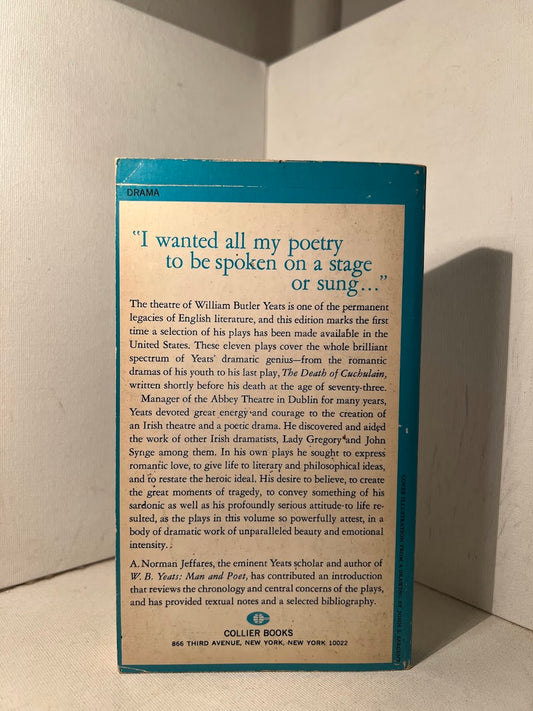 DRAMA
"I wanted all my poetry
to be spoken on a stage
or sung..."
The theatre of William Butler Yeats is one of the permanent
legacies of English literature, and this edition marks the first
time a selection of his plays has been made available in the
United States. These eleven plays cover the whole brilliant
spectrum of Yeats' dramatic genius—from the romantic
dramas of his youth to his last play, The Death of Cuchulain,
written shortly before his death at the age of seventy-three.
Manager of the Abbey Theatre in Dublin for many years,
Yeats devoted great energy and courage to the creation of
an Irish theatre and a poetic drama. He discovered and aided
the work of other Irish dramatists, Lady Gregory and John
Synge among them. In his own plays he sought to express
romantic love, to give life to literary and philosophical ideas,
and to restate the heroic ideal. His desire to believe, to create
the great moments of tragedy, to convey something of his
sardonic as well as his profoundly serious attitude to life re-
sulted, as the plays in this volume so powerfully attest, in a
body of dramatic work of unparalleled beauty and emotional
intensity.
A. Norman Jeffares, the eminent Yeats scholar and author of
W. B. Yeats: Man and Poet, has contributed an introduction
that reviews the chronology and central concerns of the plays,
and has provided textual notes and a selected bibliography.
COLLIER BOOKS
866 THIRD AVENUE, NEW YORK, NEW YORK 10022